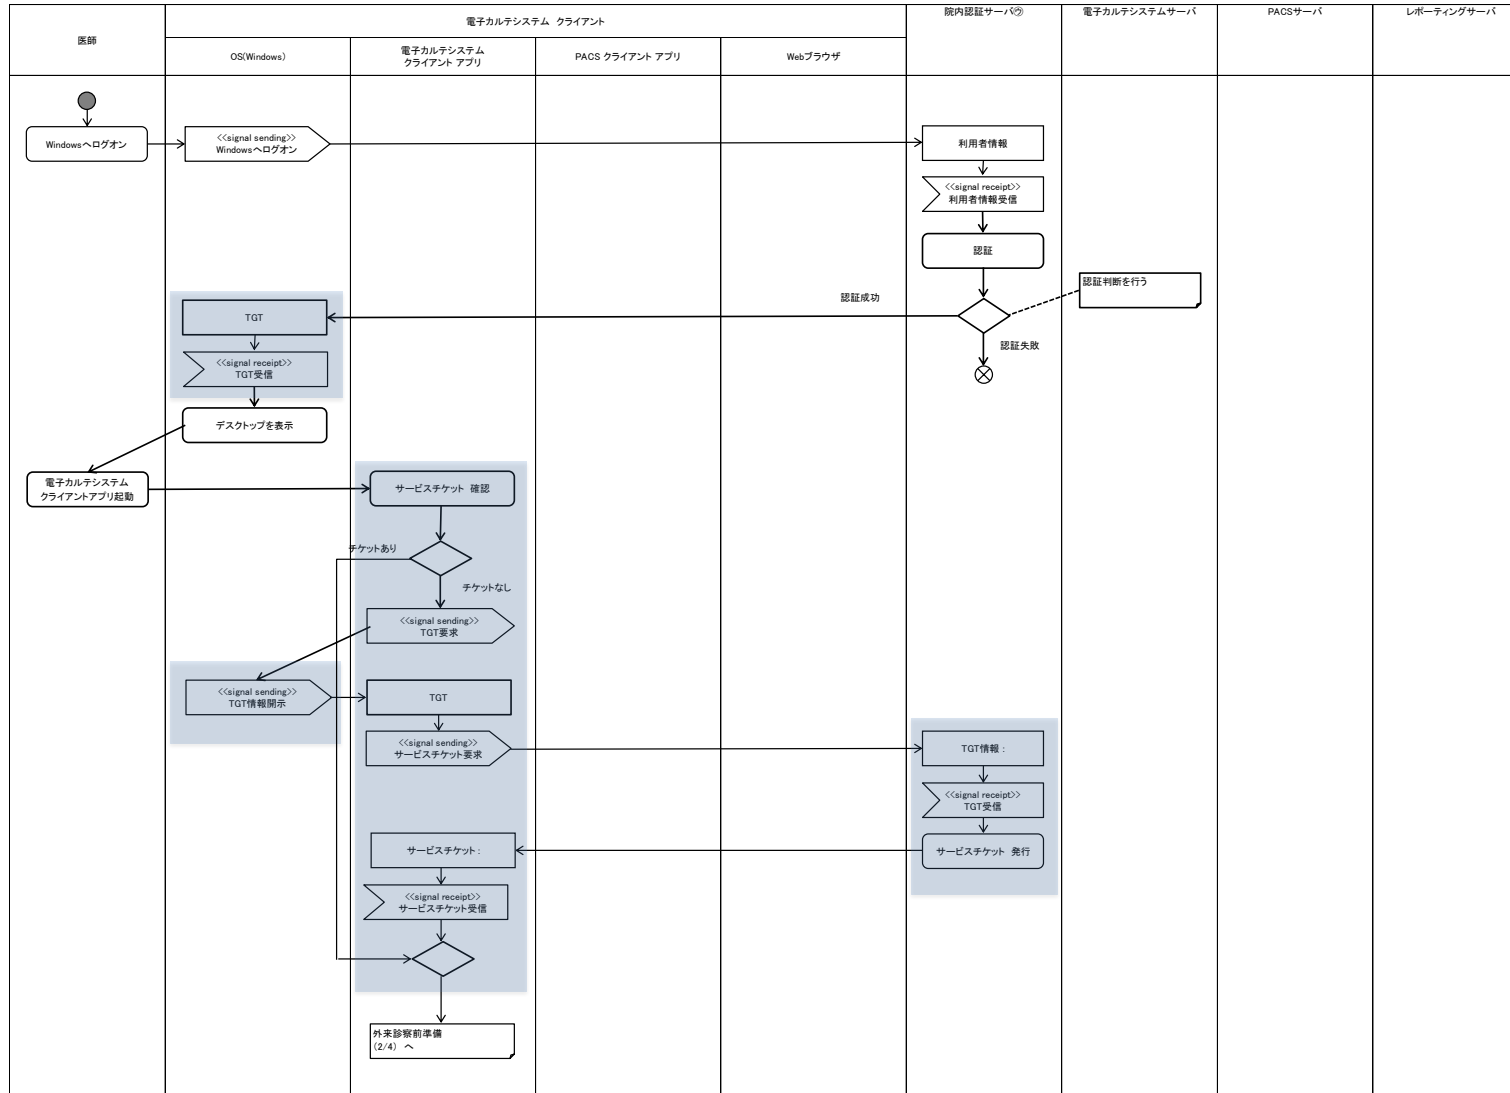 医師
電子カルテシステム クライアント
院内認証サーバ㋒
電子カルテシステムサーバ
PACSサーバ
レポーティングサーバ
OS(Windows)
電子カルテシステム
クライアント アプリ
PACS クライアント アプリ
Webブラウザ
Windowsへログオン
<<signal sending>>
Windowsへログオン
利用者情報
<<signal receipt>>
利用者情報受信
認証
認証判断を行う
認証成功
認証失敗
TGT
<<signal receipt>>
TGT受信
デスクトップを表示
電子カルテシステム
クライアントアプリ起動
サービスチケット 確認
チケットあり
チケットなし
<<signal sending>>
TGT要求
<<signal sending>>
TGT情報開示
TGT
<<signal sending>>
サービスチケット要求
TGT情報 :
<<signal receipt>>
TGT受信
サービスチケット 発行
サービスチケット :
<<signal receipt>>
サービスチケット受信
外来診察前準備
(2/4) へ